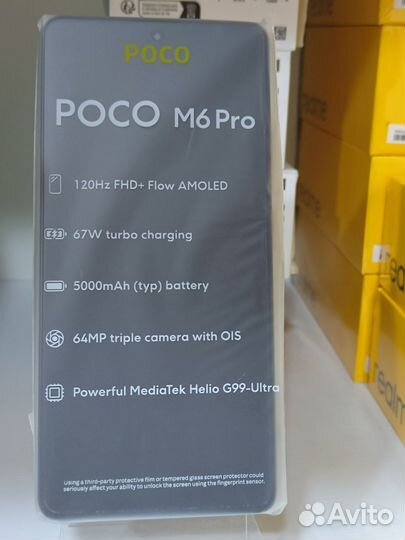 POCO
POCO M6 Pro
120Hz FHD+ Flow AMOLED
67W turbo charging
5000mAh (typ) battery
64MP triple camera with OIS
Powerful MediaTek Helio G99-Ultra
Using a third-party protective film or tempered glass screen protector could
seriously affect your ability to unlock the screen using the fingerprint sensor.
realme
realme
realme
Avito